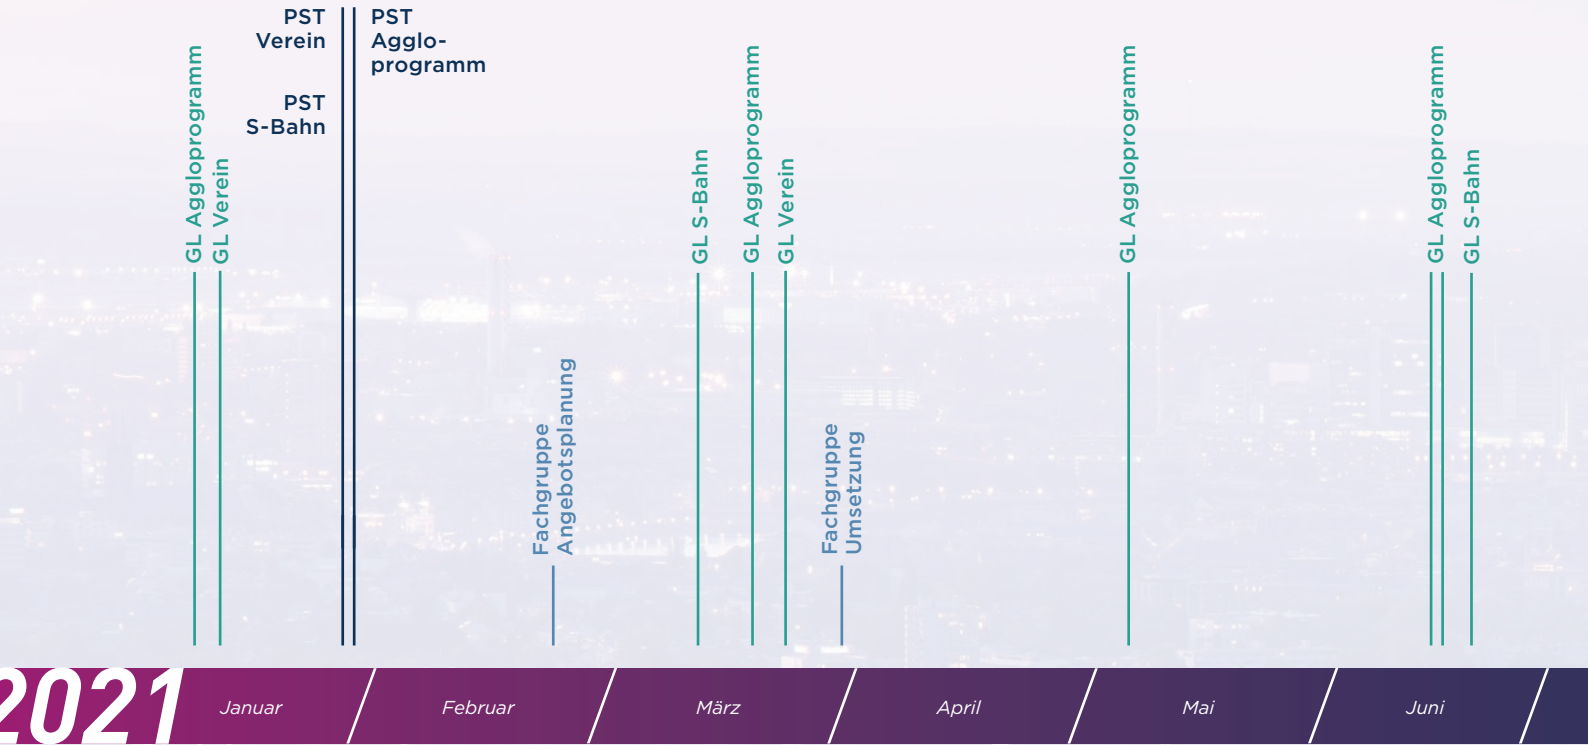 PST
Verein
PST
S-Bahn
PST
Agglo-
programm
GL Aggloprogramm
GL Verein
Fachgruppe
Angebotsplanung
GL S-Bahn
GL Aggloprogramm
GL Verein
Fachgruppe
Umsetzung
GL Aggloprogramm
GL Aggloprogramm
GL S-Bahn
2021
Januar
Februar
März
April
Mai
Juni